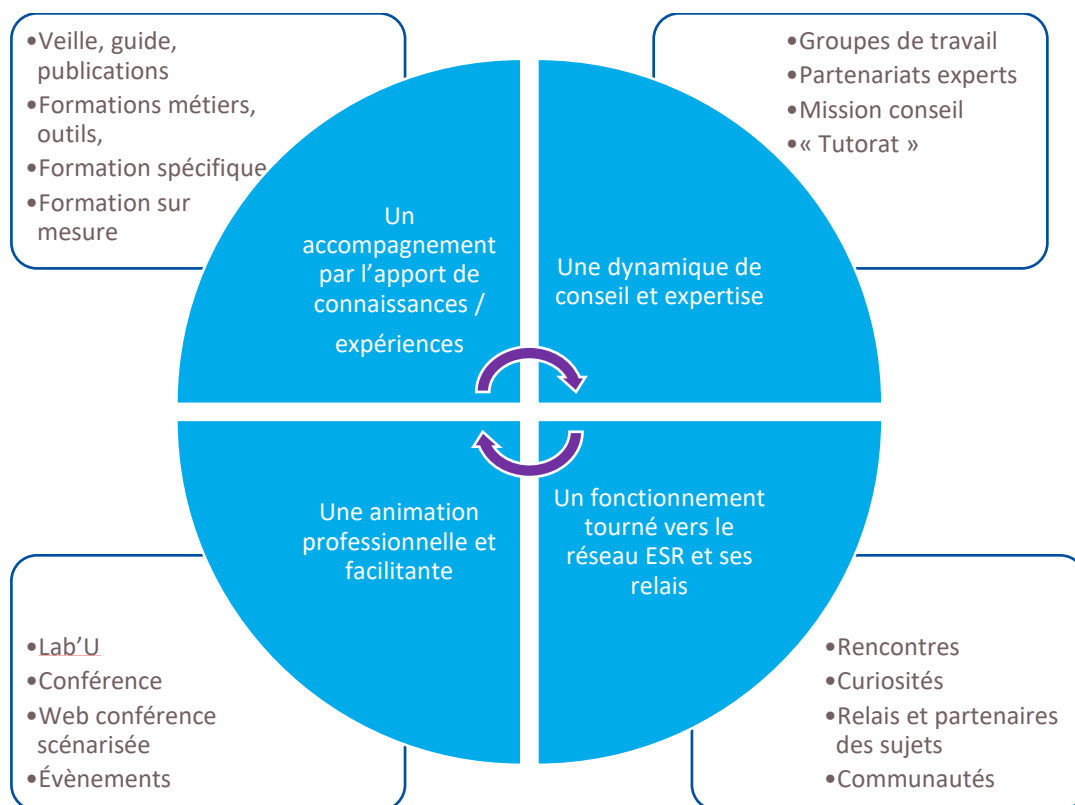 •Veille, guide,
publications
•Formations métiers,
outils,
•Formation spécifique
•Formation sur
mesure
•Groupes de travail
•Partenariats experts
•Mission conseil
•« Tutorat »
Un
accompagnement
par l’apport de
connaissances /
expériences
Une dynamique de
conseil et expertise
Une animation
professionnelle et
facilitante
Un fonctionnement
tourné vers le
réseau ESR et ses
relais
•Lab’U
•Conférence
•Web conférence
scénarisée
•Évènements
•Rencontres
•Curiosités
•Relais et partenaires
des sujets
•Communautés